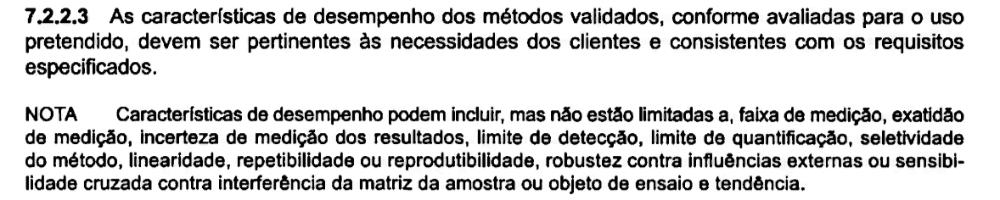 7.2.2.3 As características de desempenho dos métodos validados, conforme avaliadas para o uso
pretendido, devem ser pertinentes às necessidades dos clientes e consistentes com os requisitos
especificados.
NOTA Características de desempenho podem incluir, mas não estão limitadas a, faixa de medição, exatidão
de medição, incerteza de medição dos resultados, limite de detecção, limite de quantificação, seletividade
do método, linearidade, repetibilidade ou reprodutibilidade, robustez contra influências externas ou sensibi-
lidade cruzada contra interferência da matriz da amostra ou objeto de ensaio e tendência.